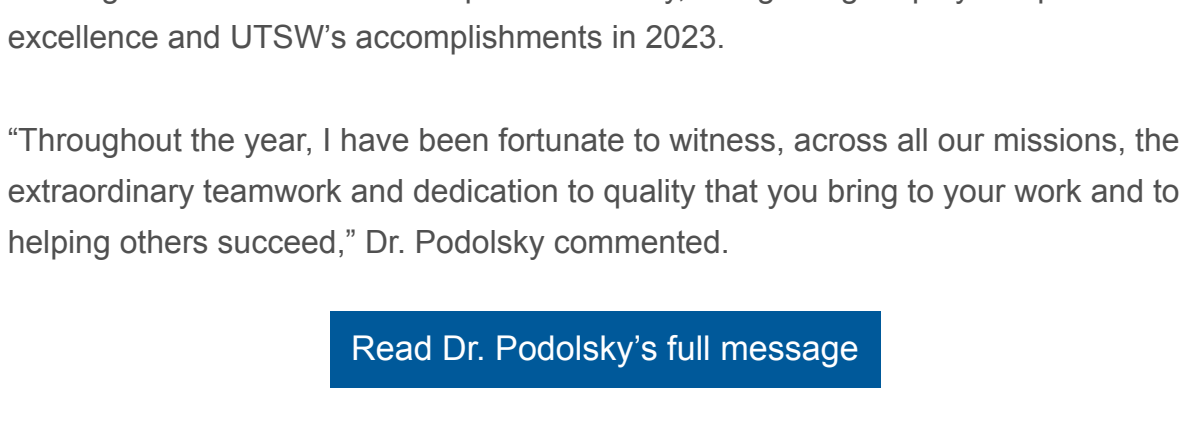 excellence and UTSW’s accomplishments in 2023.
“Throughout the year, I have been fortunate to witness, across all our missions, the
extraordinary teamwork and dedication to quality that you bring to your work and to
helping others succeed,” Dr. Podolsky commented.
Read Dr. Podolsky’s full message